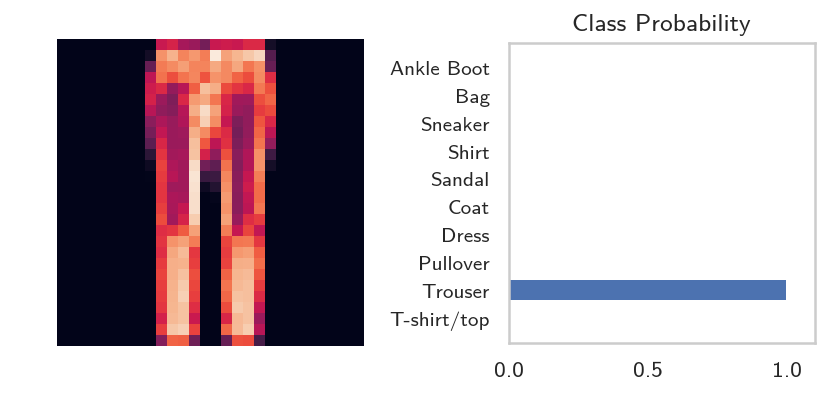 Class Probability
Ankle Boot
Bag
Sneaker
Shirt
Sandal
Coat
Dress
Pullover
Trouser
T-shirt/top
0.0 0.5 1.0